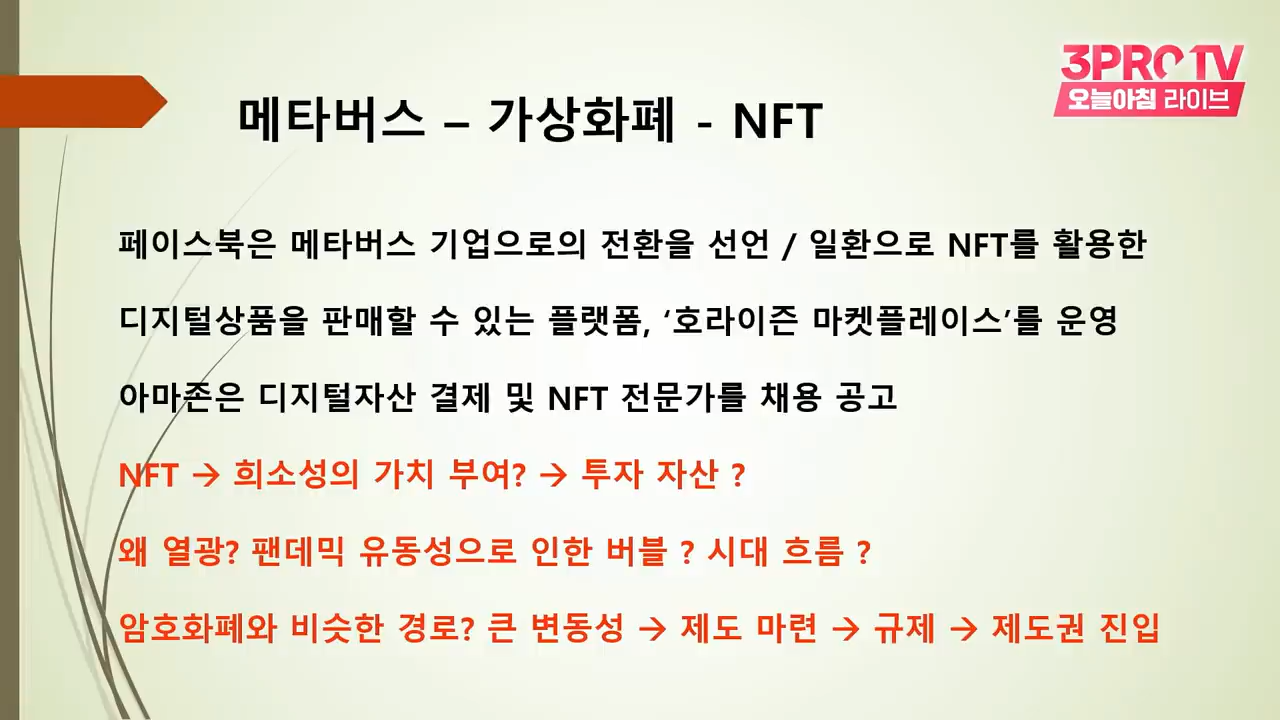 3PRO TV
오늘아침 라이브
메타버스 – 가상화폐 - NFT
페이스북은 메타버스 기업으로의 전환을 선언 / 일환으로 NFT를 활용한
디지털상품을 판매할 수 있는 플랫폼, ‘호라이즌 마켓플레이스’를 운영
아마존은 디지털자산 결제 및 NFT 전문가를 채용 공고
NFT → 희소성의 가치 부여? → 투자 자산 ?
왜 열광? 팬데믹 유동성으로 인한 버블 ? 시대 흐름 ?
암호화폐와 비슷한 경로? 큰 변동성 → 제도 마련 → 규제 → 제도권 진입